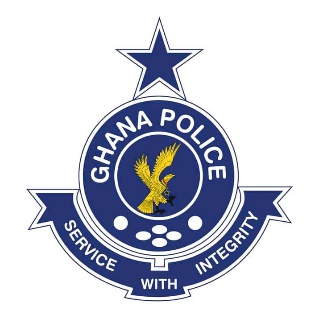 GHANA POLICE
SERVICE WITH INTEGRITY